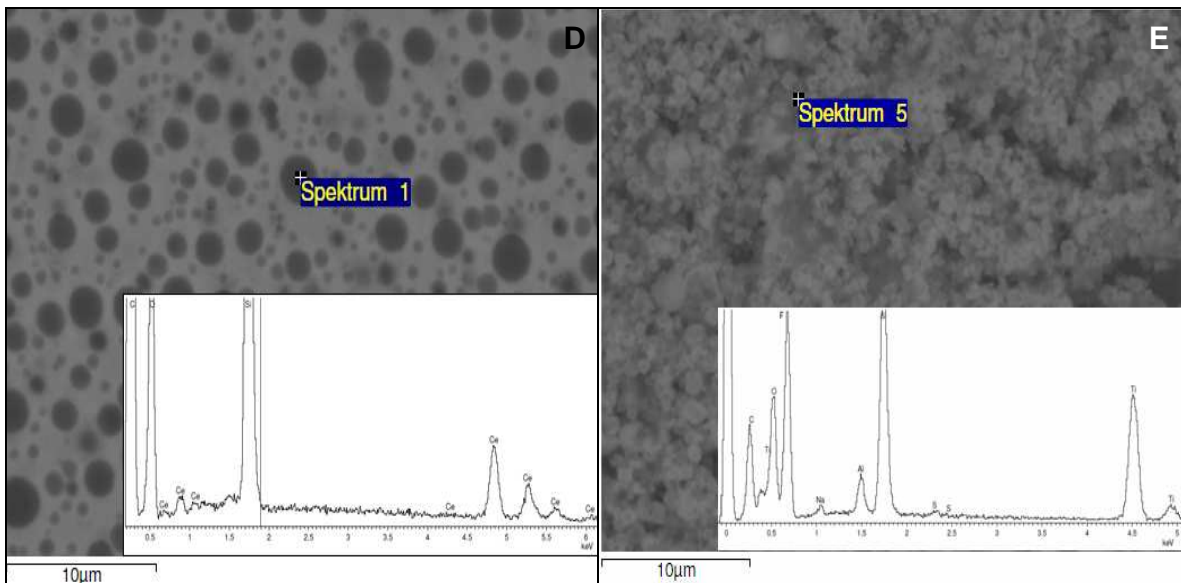 D
Spektrum 1
C O Si
Ce Ce Ce Ce Ce Ce Ce Ce
0.5 1 1.5 2 2.5 3 3.5 4 4.5 5 5.5 6
keV
10µm
E
Spektrum 5
C Ti O F Na Al Si S S Ti Ti
0 0.5 1 1.5 2 2.5 3 3.5 4 4.5 5
keV
10µm